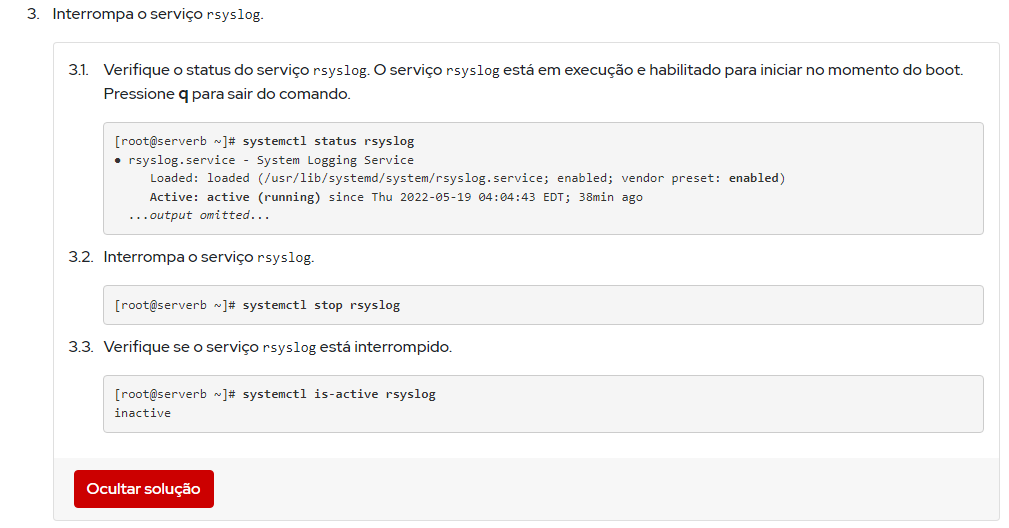 3. Interrompa o serviço rsyslog.
3.1. Verifique o status do serviço rsyslog. O serviço rsyslog está em execução e habilitado para iniciar no momento do boot.
Pressione q para sair do comando.
[root@serverb ~]# systemctl status rsyslog
● rsyslog.service - System Logging Service
Loaded: loaded (/usr/lib/systemd/system/rsyslog.service; enabled; vendor preset: enabled)
Active: active (running) since Thu 2022-05-19 04:04:43 EDT; 38min ago
...output omitted...
3.2. Interrompa o serviço rsyslog.
[root@serverb ~]# systemctl stop rsyslog
3.3. Verifique se o serviço rsyslog está interrompido.
[root@serverb ~]# systemctl is-active rsyslog
inactive
Ocultar solução